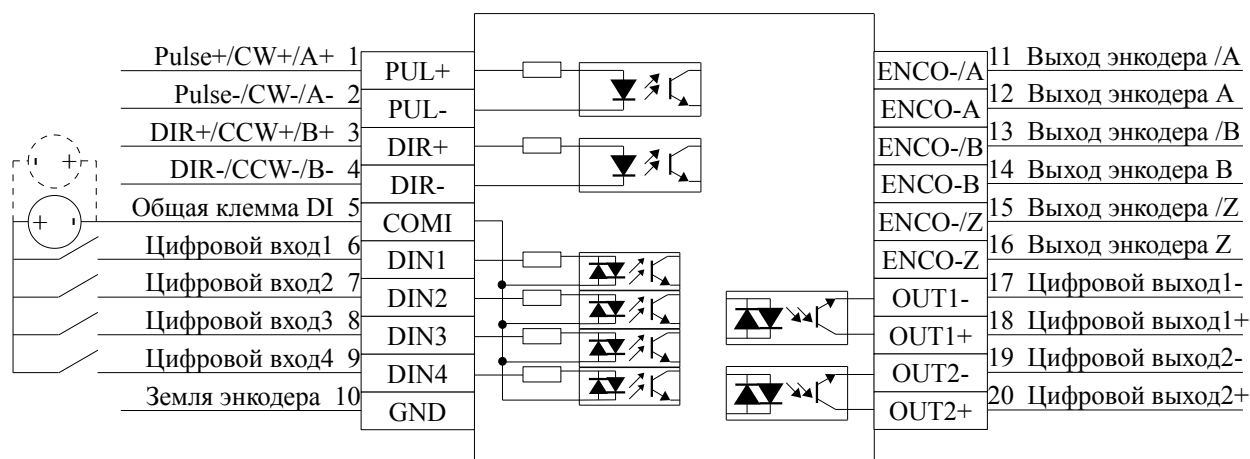 Pulse+/CW+/A+ 1
Pulse-/CW-/A- 2
DIR+/CCW+/B+ 3
DIR-/CCW-/B- 4
Общая клемма DI 5
Цифровой вход1 6
Цифровой вход2 7
Цифровой вход3 8
Цифровой вход4 9
Земля энкодера 10
- +
+ -
PUL+
PUL-
DIR+
DIR-
COMI
DIN1
DIN2
DIN3
DIN4
GND
ENCO-/A
ENCO-A
ENCO-/B
ENCO-B
ENCO-/Z
ENCO-Z
OUT1-
OUT1+
OUT2-
OUT2+
11 Выход энкодера /A
12 Выход энкодера A
13 Выход энкодера /B
14 Выход энкодера B
15 Выход энкодера /Z
16 Выход энкодера Z
17 Цифровой выход1-
18 Цифровой выход1+
19 Цифровой выход2-
20 Цифровой выход2+